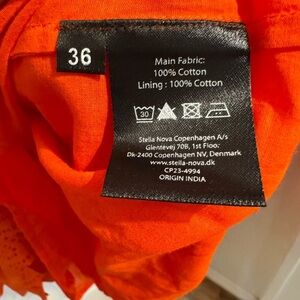 36
Main Fabric:
100% Cotton
Lining : 100% Cotton
30
Stella Nova Copenhagen A/s
Glentevej 70B, 1st Floor:
Dk-2400 Copenhagen NV, Denmark
www.stella-nova.dk
CP23-4994
ORIGIN INDIA